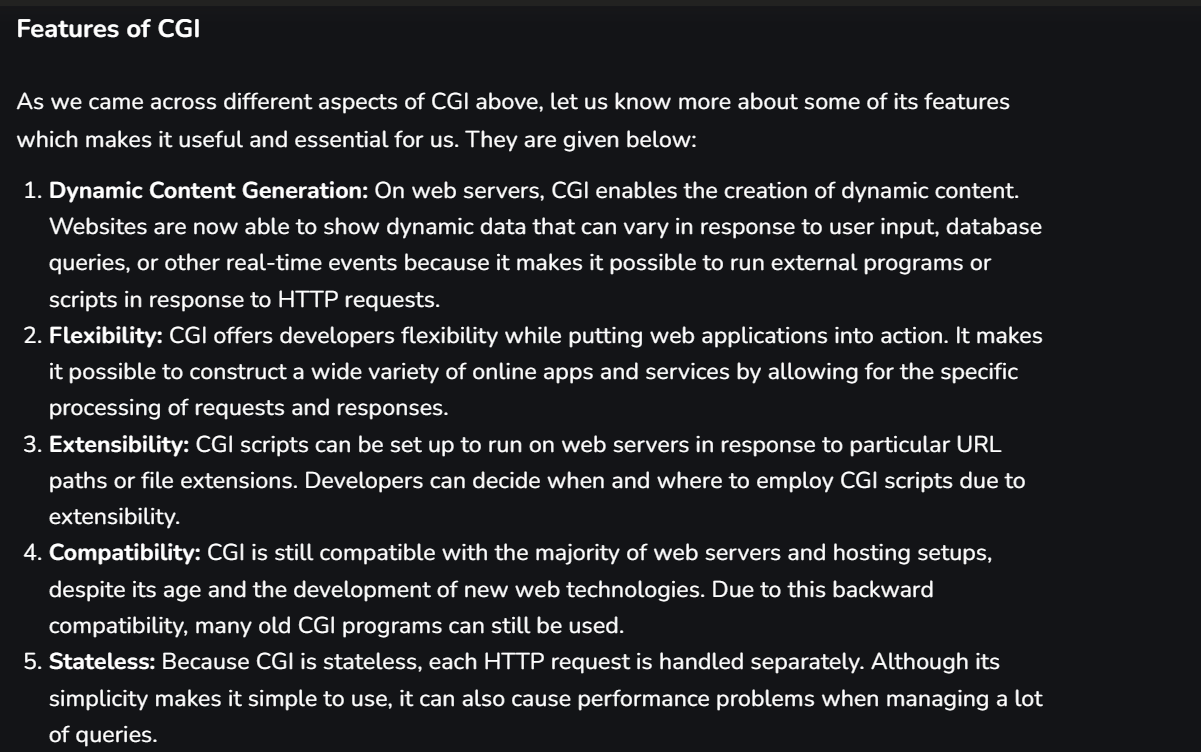 Features of CGI
As we came across different aspects of CGI above, let us know more about some of its features
which makes it useful and essential for us. They are given below:
1. Dynamic Content Generation: On web servers, CGI enables the creation of dynamic content.
Websites are now able to show dynamic data that can vary in response to user input, database
queries, or other real-time events because it makes it possible to run external programs or
scripts in response to HTTP requests.
2. Flexibility: CGI offers developers flexibility while putting web applications into action. It makes
it possible to construct a wide variety of online apps and services by allowing for the specific
processing of requests and responses.
3. Extensibility: CGI scripts can be set up to run on web servers in response to particular URL
paths or file extensions. Developers can decide when and where to employ CGI scripts due to
extensibility.
4. Compatibility: CGI is still compatible with the majority of web servers and hosting setups,
despite its age and the development of new web technologies. Due to this backward
compatibility, many old CGI programs can still be used.
5. Stateless: Because CGI is stateless, each HTTP request is handled separately. Although its
simplicity makes it simple to use, it can also cause performance problems when managing a lot
of queries.